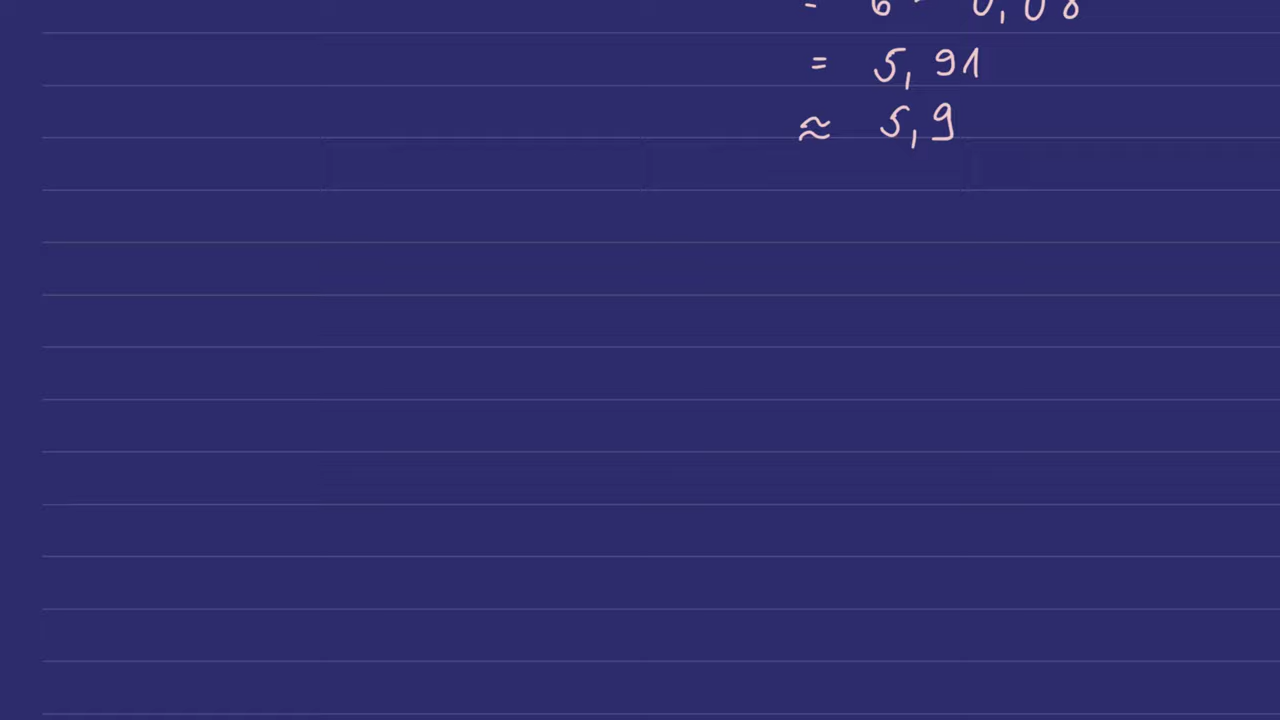 = 5,91
≈ 5,9